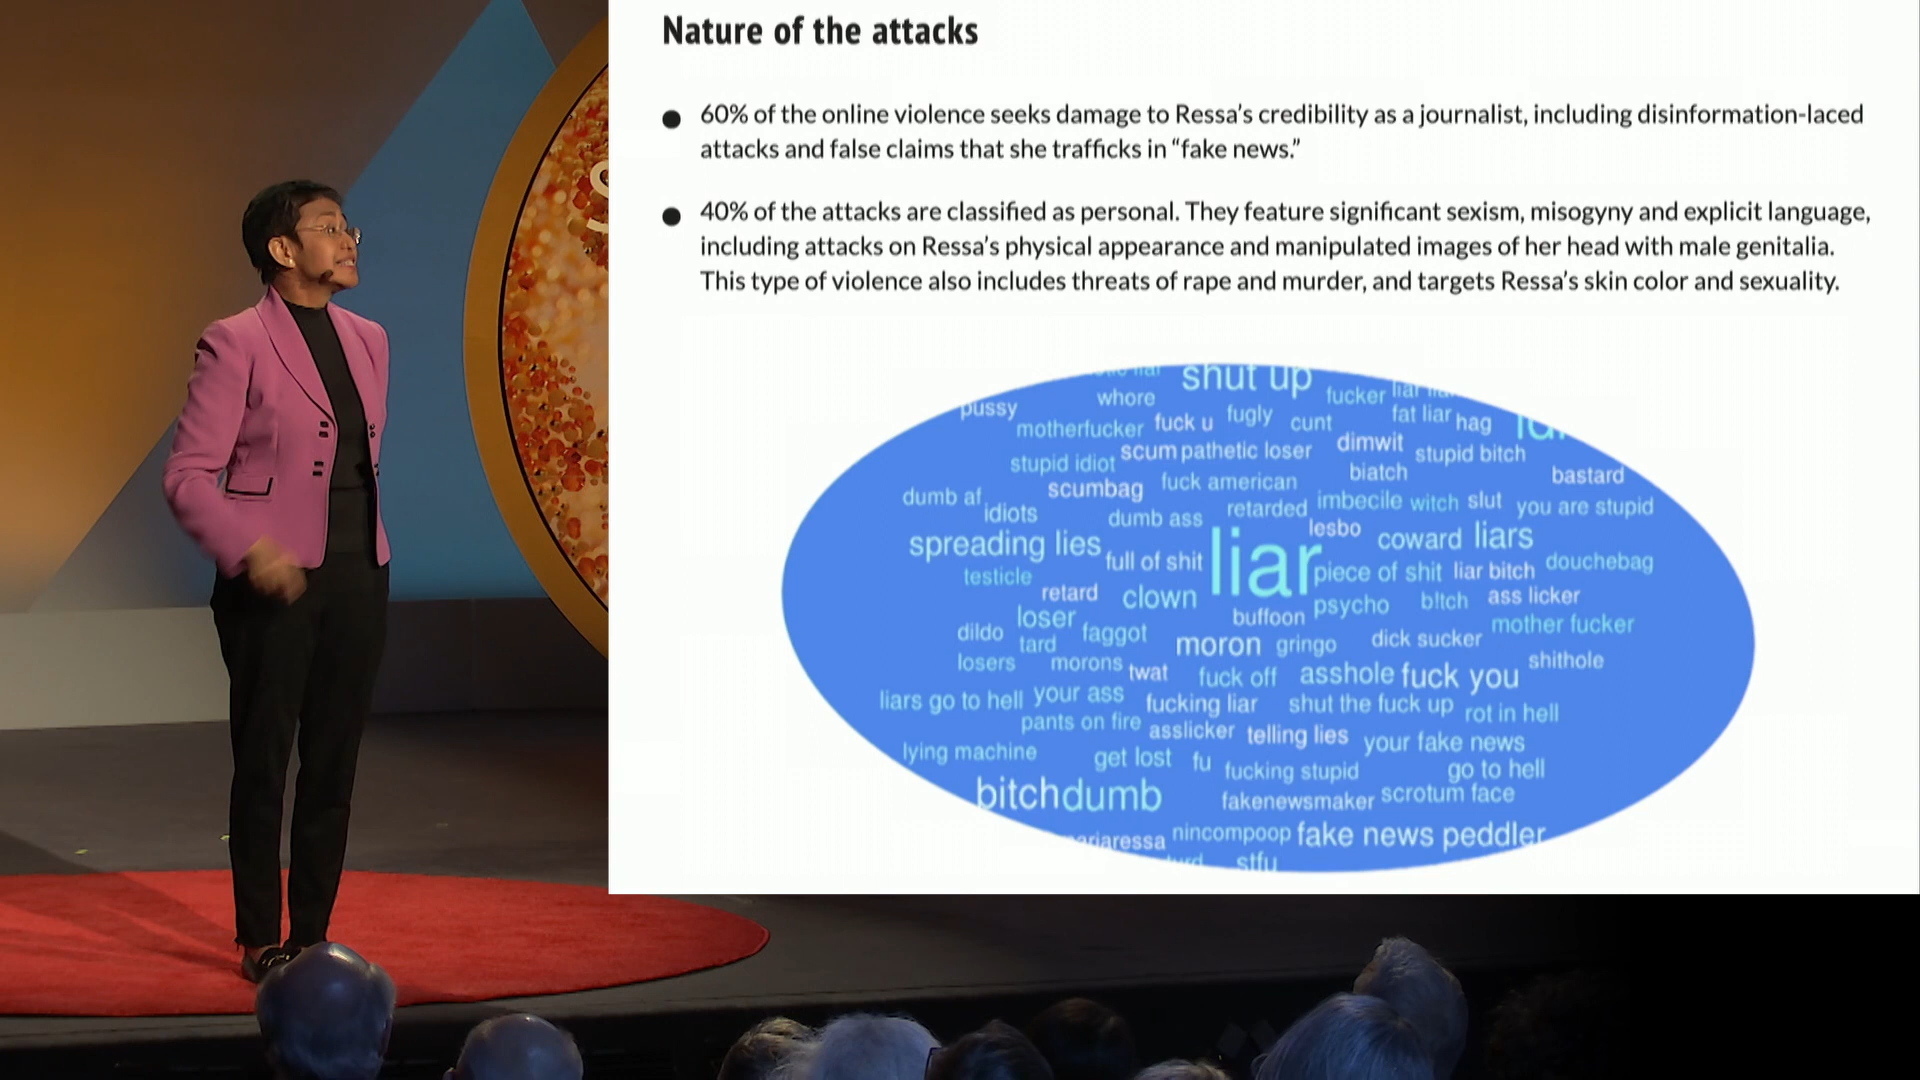 Nature of the attacks
● 60% of the online violence seeks damage to Ressa’s credibility as a journalist, including disinformation-laced
attacks and false claims that she trafficks in “fake news.”
● 40% of the attacks are classified as personal. They feature significant sexism, misogyny and explicit language,
including attacks on Ressa’s physical appearance and manipulated images of her head with male genitalia.
This type of violence also includes threats of rape and murder, and targets Ressa’s skin color and sexuality.
liar shut up
pussy whore fucker liar
motherfucker fuck u fugly cunt fat liar hag
stupid idiot scum pathetic loser dimwit stupid bitch
scumbag fuck american biatch bastard
dumb af idiots dumb ass retarded imbecile witch slut you are stupid
lesbo
spreading lies full of shit liar coward liars
testicle piece of shit liar bitch douchebag
retard clown psycho b!tch ass licker
loser buffoon mother fucker
dildo tard faggot moron gringo dick sucker
losers morons twat fuck off asshole fuck you shithole
liars go to hell your ass fucking liar shut the fuck up rot in hell
pants on fire asslicker telling lies your fake news
lying machine get lost fu fucking stupid go to hell
bitch dumb fakenewsmaker scrotum face
nincompoop fake news peddler
stfu